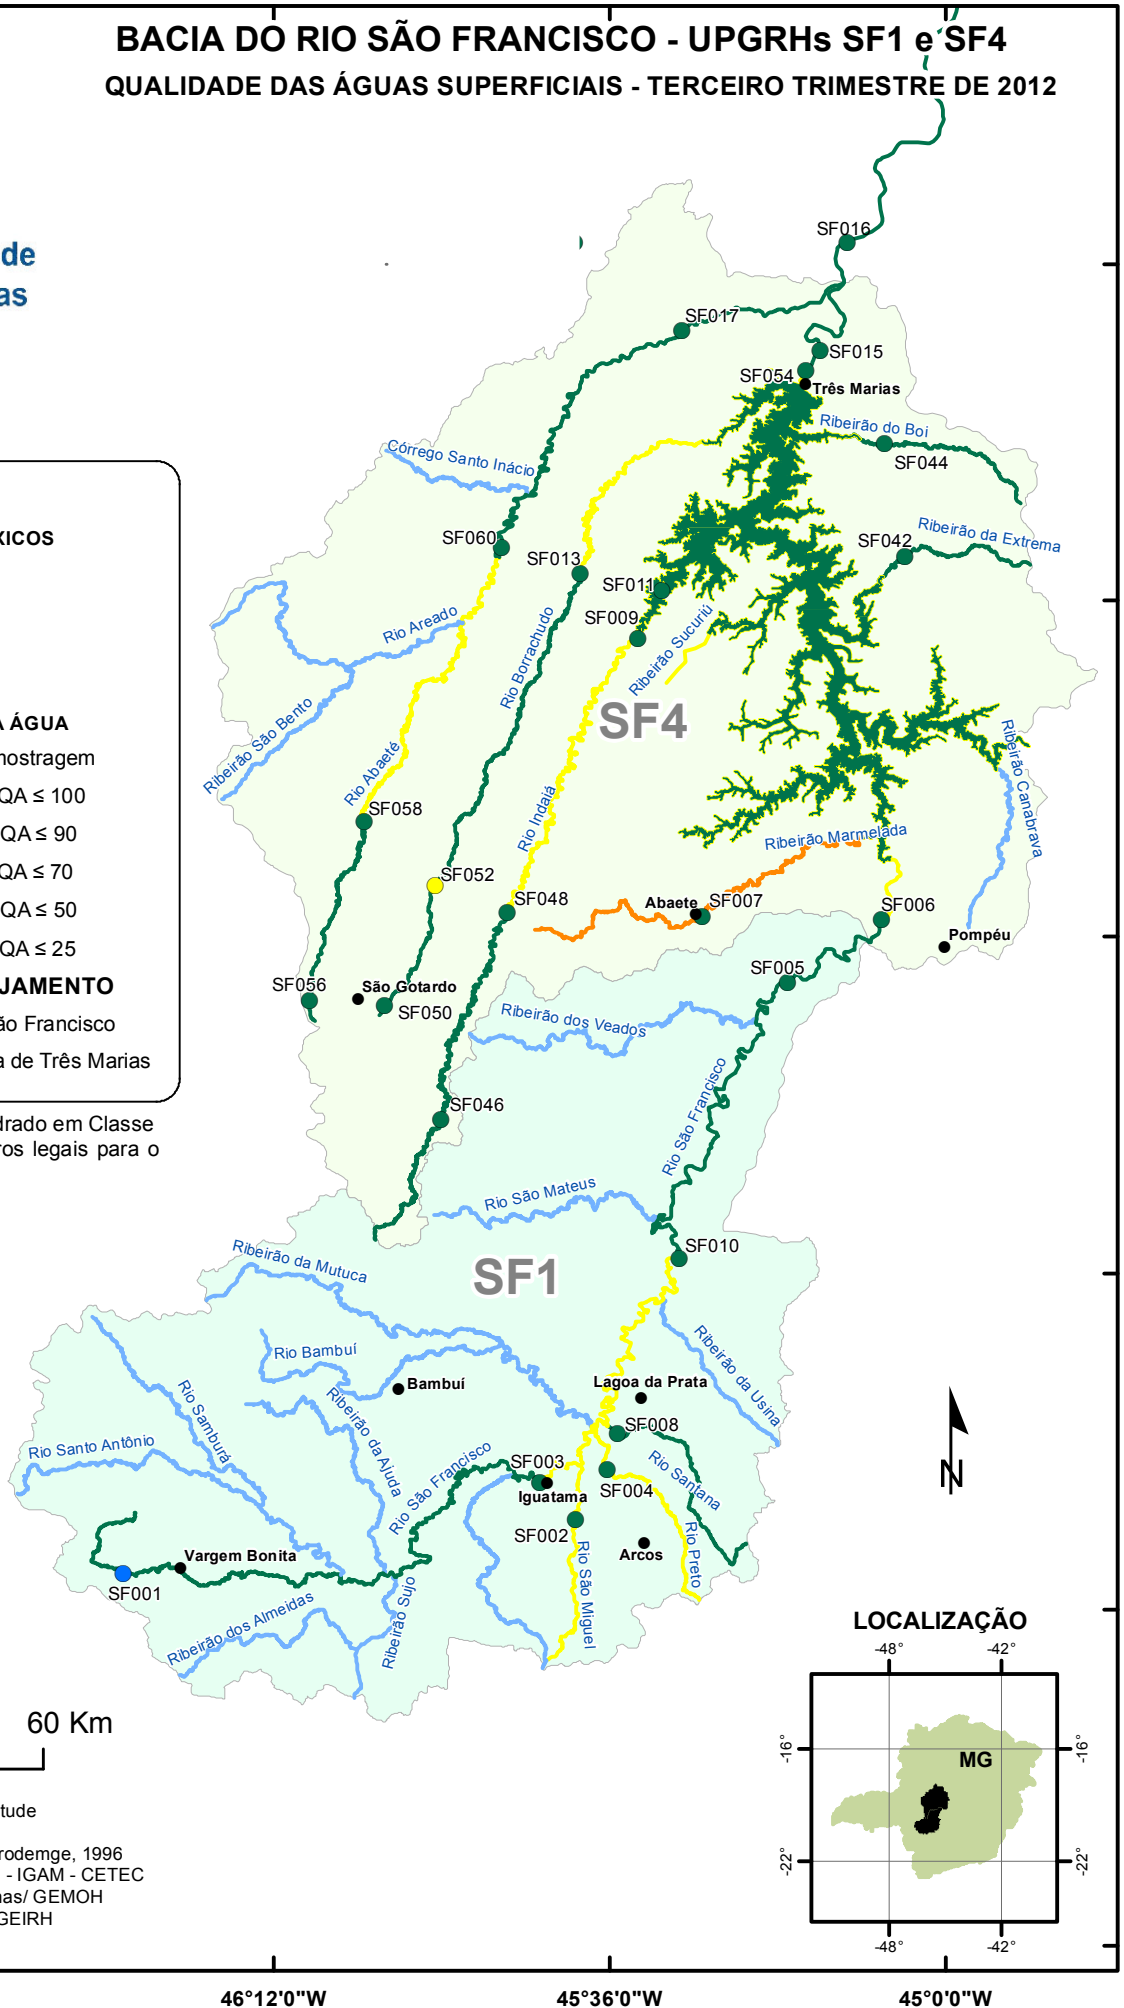 BACIA DO RIO SÃO FRANCISCO - UPGRHs SF1 e SF4
QUALIDADE DAS ÁGUAS SUPERFICIAIS - TERCEIRO TRIMESTRE DE 2012
de
as
XICOS
A ÁGUA
nostragem
QA ≤ 100
QA ≤ 90
QA ≤ 70
QA ≤ 50
QA ≤ 25
JAMENTO
ão Francisco
a de Três Marias
drado em Classe
ros legais para o
SF016
SF017
SF015
SF054
Três Marias
Ribeirão do Boi
SF044
Córrego Santo Inácio
SF060
SF013
SF042
Ribeirão da Extrema
SF011
SF009
Rio Areado
Rio Borrachudo
Ribeirão Sucuriú
SF4
Ribeirão São Bento
Rio Abaeté
Ribeirão Canabrava
SF058
Rio Indaiá
Ribeirão Marmelada
SF052
SF048
Abaete
SF007
SF006
Pompéu
SF005
SF056
São Gotardo
SF050
Ribeirão dos Veados
SF046
Rio São Francisco
Rio São Mateus
SF010
Ribeirão da Mutuca
SF1
Rio Bambuí
Bambuí
Ribeirão da Usina
Lagoa da Prata
Rio Samburá
Ribeirão da Ajuda
SF008
Rio Santo Antônio
Rio São Francisco
SF003
Iguatama
SF004
Rio Santana
SF002
Arcos
Rio Preto
Rio São Miguel
Vargem Bonita
SF001
Ribeirão dos Almeidas
Ribeirão Sujo
N
LOCALIZAÇÃO
-48°
-42°
-16°
-16°
MG
-22°
-22°
-48°
-42°
60 Km
tude
rodemge, 1996
- IGAM - CETEC
nas/ GEMOH
GEIRH
46°12'0"W
45°36'0"W
45°0'0"W